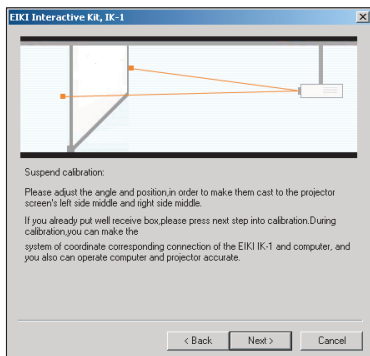 EIKI Interactive Kit, IK-1
Suspend calibration:
Please adjust the angle and position,in order to make them cast to the projector
screen's left side middle and right side middle.
If you already put well receive box,please press next step into calibration.During
calibration,you can make the
system of coordinate corresponding connection of the EIKI IK-1 and computer, and
you also can operate computer and projector accurate.
< Back
Next >
Cancel